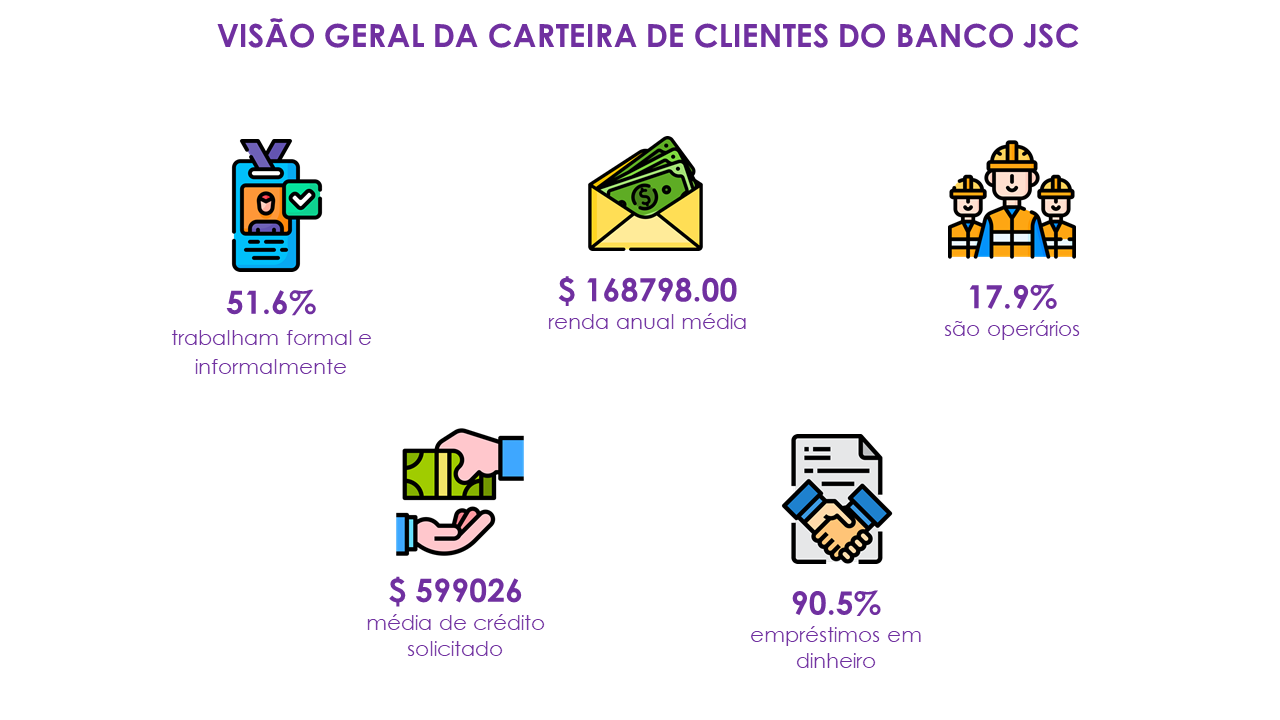 VISÃO GERAL DA CARTEIRA DE CLIENTES DO BANCO JSC
51.6%
trabalham formal e
informalmente
$ 168798.00
renda anual média
17.9%
são operários
$ 599026
média de crédito
solicitado
90.5%
empréstimos em
dinheiro